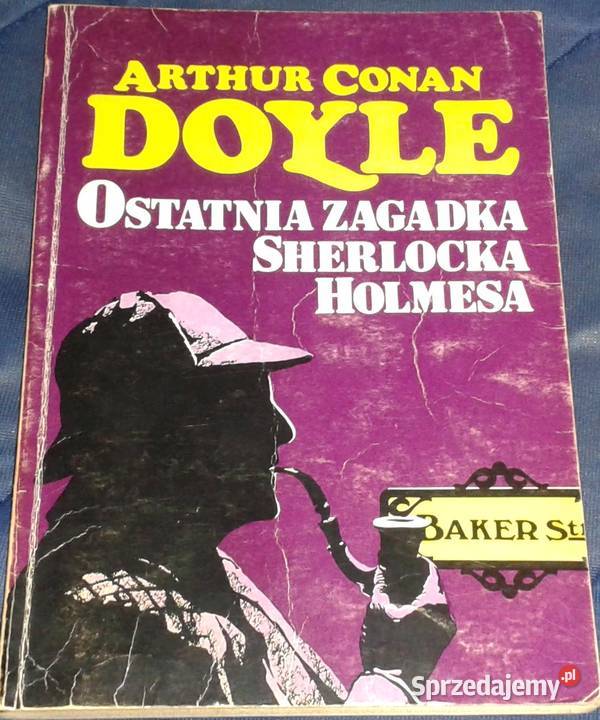 ARTHUR CONAN
DOYLE
OSTATNIA ZAGADKA
SHERLOCKA
HOLMESA
BAKER St
Sprzedajemy.pl